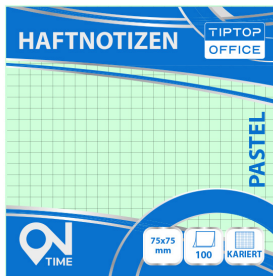 HAFTNOTIZEN
TIPTOP
OFFICE
PASTEL
ON
TIME
75x75
mm
100
KARIERT